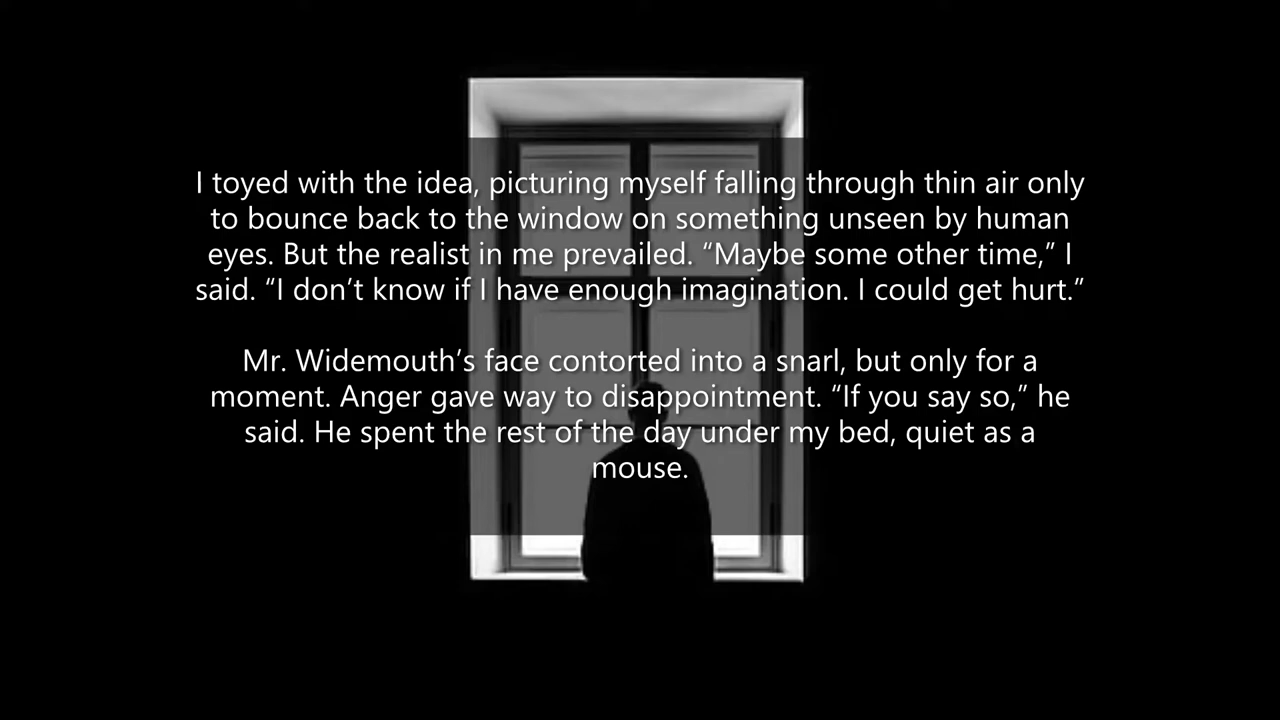 I toyed with the idea, picturing myself falling through thin air only
to bounce back to the window on something unseen by human
eyes. But the realist in me prevailed. “Maybe some other time,” I
said. “I don’t know if I have enough imagination. I could get hurt.”
Mr. Widemouth’s face contorted into a snarl, but only for a
moment. Anger gave way to disappointment. “If you say so,” he
said. He spent the rest of the day under my bed, quiet as a
mouse.